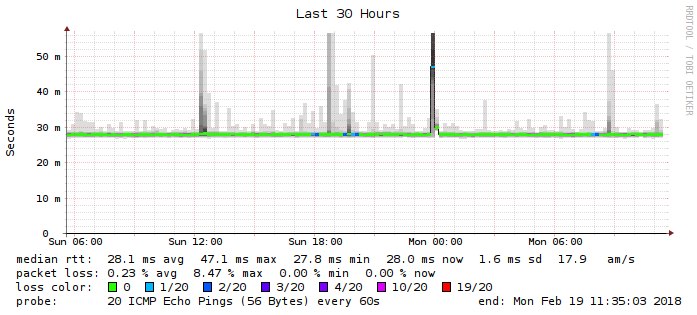 Last 30 Hours
RRDTOOL / TOBI OETIKER
Seconds
50 m
40 m
30 m
20 m
10 m
0
Sun 06:00 Sun 12:00 Sun 18:00 Mon 00:00 Mon 06:00
median rtt: 28.1 ms avg 47.1 ms max 27.8 ms min 28.0 ms now 1.6 ms sd 17.9 am/s
packet loss: 0.23 % avg 8.47 % max 0.00 % min 0.00 % now
loss color: 0 1/20 2/20 3/20 4/20 10/20 19/20
probe: 20 ICMP Echo Pings (56 Bytes) every 60s end: Mon Feb 19 11:35:03 2018